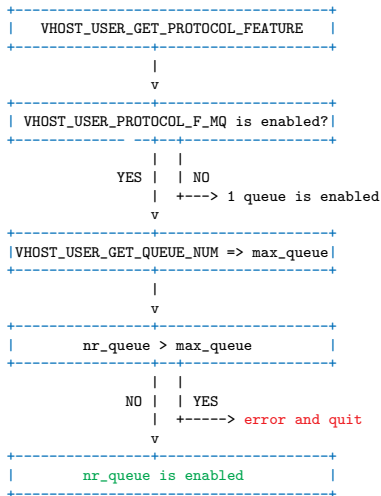 VHOST_USER_GET_PROTOCOL_FEATURE
VHOST_USER_PROTOCOL_F_MQ is enabled?
YES | | NO
| +---> 1 queue is enabled
v
VHOST_USER_GET_QUEUE_NUM => max_queue
|
v
nr_queue > max_queue
| |
NO | | YES
| +-----> error and quit
v
nr_queue is enabled